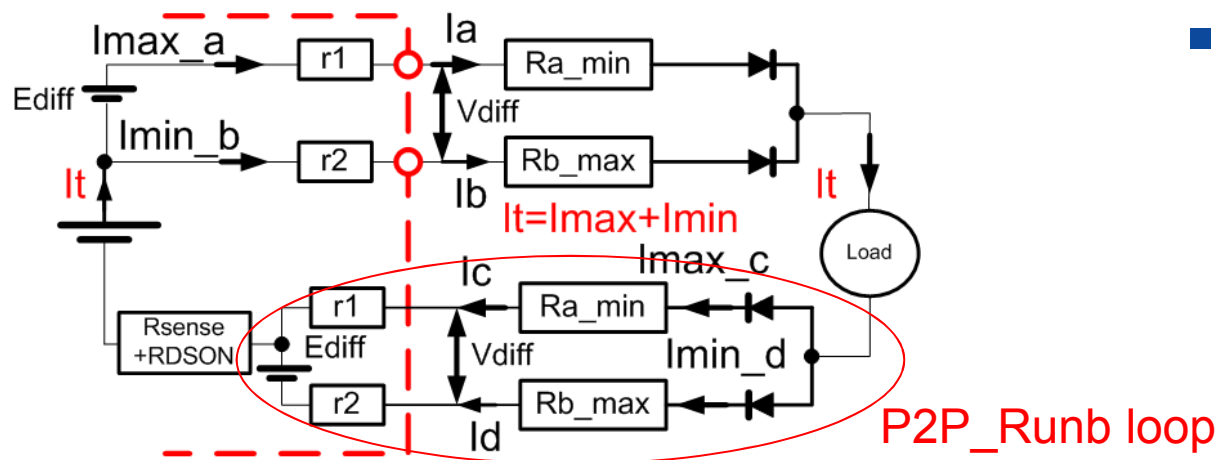 Imax_a
r1
Ia
Ra_min
Ediff
Vdiff
Imin_b
r2
Ib
Rb_max
It
It
It=Imax+Imin
Load
Imax_c
Ic
r1
Ra_min
Rsense
+RDSON
Ediff
Vdiff
Imin_d
r2
Id
Rb_max
P2P_Runb loop